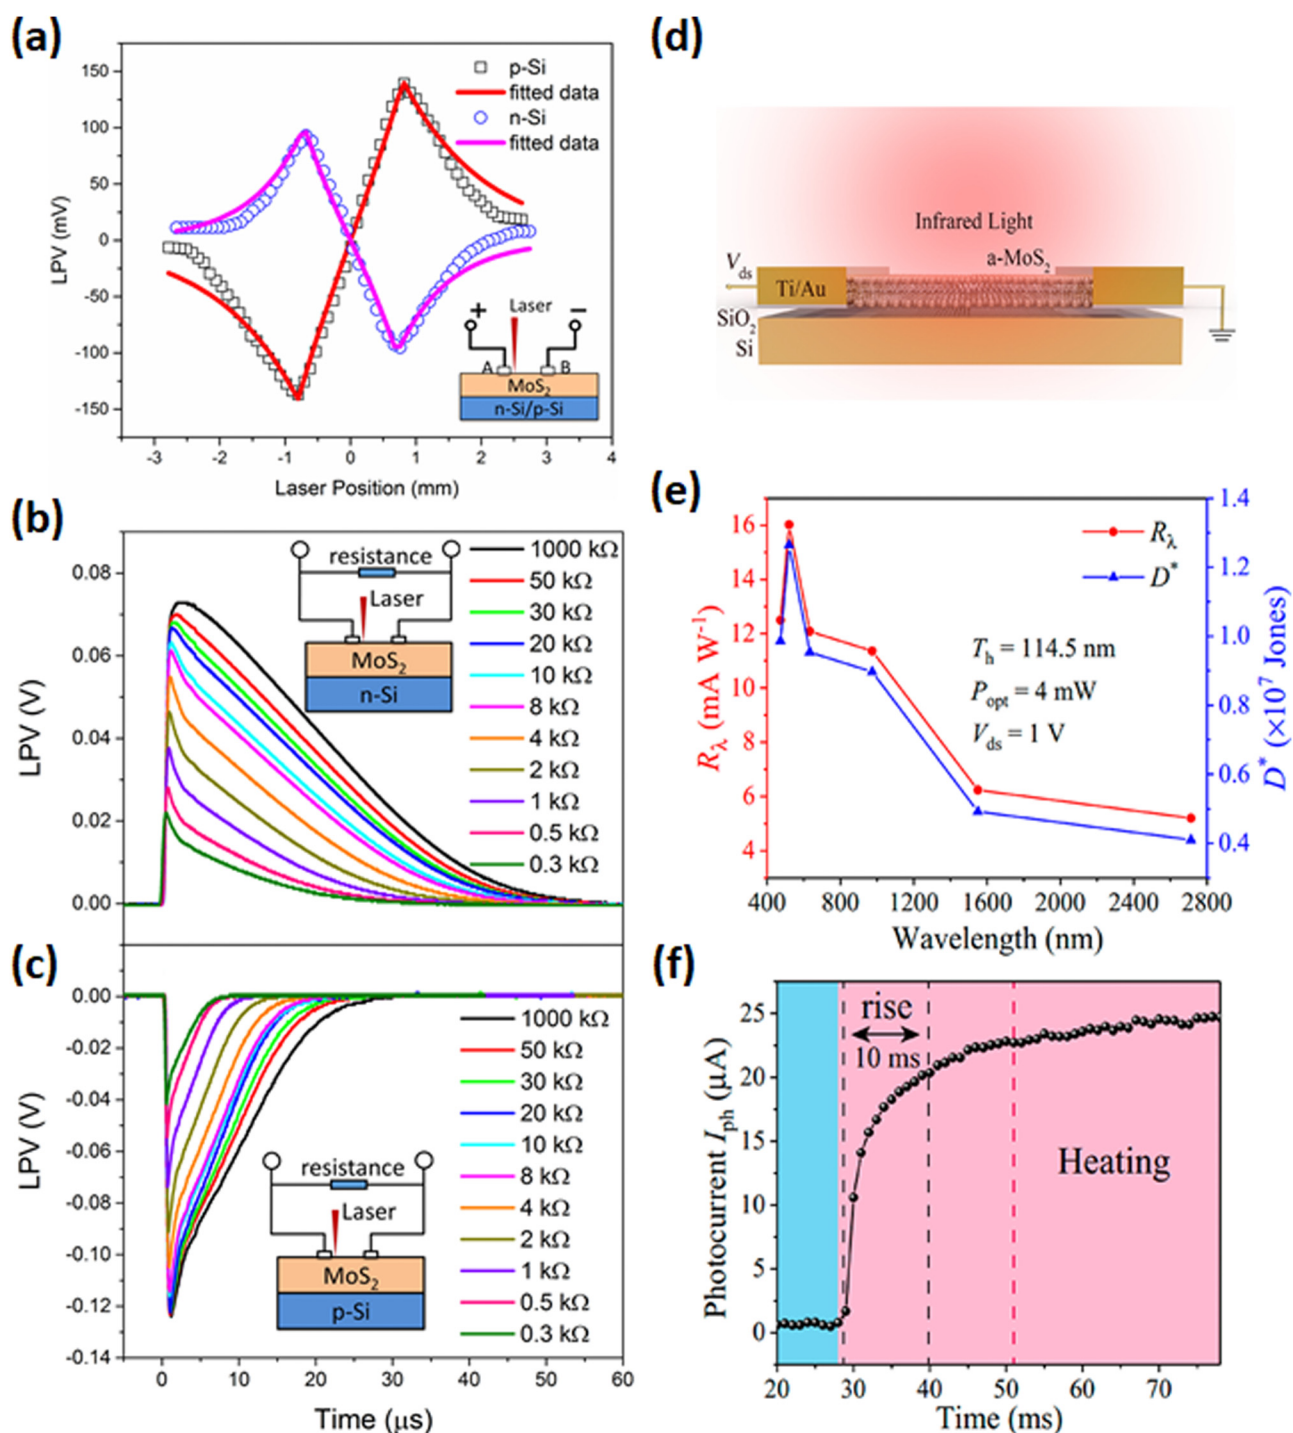 (a)
150
100
50
0
-50
-100
-150
LPV (mV)
p-Si
fitted data
n-Si
fitted data
+
Laser
−
A
B
MoS₂
n-Si/p-Si
-3
-2
-1
0
1
2
3
4
Laser Position (mm)
(b)
0.08
0.06
0.04
0.02
0.00
LPV (V)
resistance
Laser
MoS₂
n-Si
1000 kΩ
50 kΩ
30 kΩ
20 kΩ
10 kΩ
8 kΩ
4 kΩ
2 kΩ
1 kΩ
0.5 kΩ
0.3 kΩ
(c)
0.00
-0.02
-0.04
-0.06
-0.08
-0.10
-0.12
-0.14
LPV (V)
resistance
Laser
MoS₂
p-Si
1000 kΩ
50 kΩ
30 kΩ
20 kΩ
10 kΩ
8 kΩ
4 kΩ
2 kΩ
1 kΩ
0.5 kΩ
0.3 kΩ
0
10
20
30
40
50
60
Time (μs)
(d)
Infrared Light
a-MoS₂
V_ds
Ti/Au
SiO₂
Si
(e)
16
14
12
10
8
6
4
R_λ (mA W⁻¹)
R_λ
D*
T_h = 114.5 nm
P_opt = 4 mW
V_ds = 1 V
1.4
1.2
1.0
0.8
0.6
0.4
D* (×10⁷ Jones)
400
800
1200
1600
2000
2400
2800
Wavelength (nm)
(f)
25
20
15
10
5
0
Photocurrent I_ph (μA)
rise
10 ms
Heating
20
30
40
50
60
70
Time (ms)